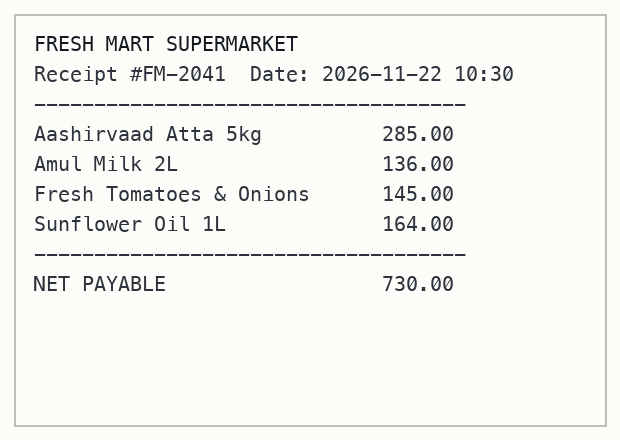 FRESH MART SUPERMARKET
Receipt #FM-2041  Date: 2026-11-22 10:30
------------------------------------
Aashirvaad Atta 5kg          285.00
Amul Milk 2L                 136.00
Fresh Tomatoes & Onions      145.00
Sunflower Oil 1L             164.00
------------------------------------
NET PAYABLE                  730.00